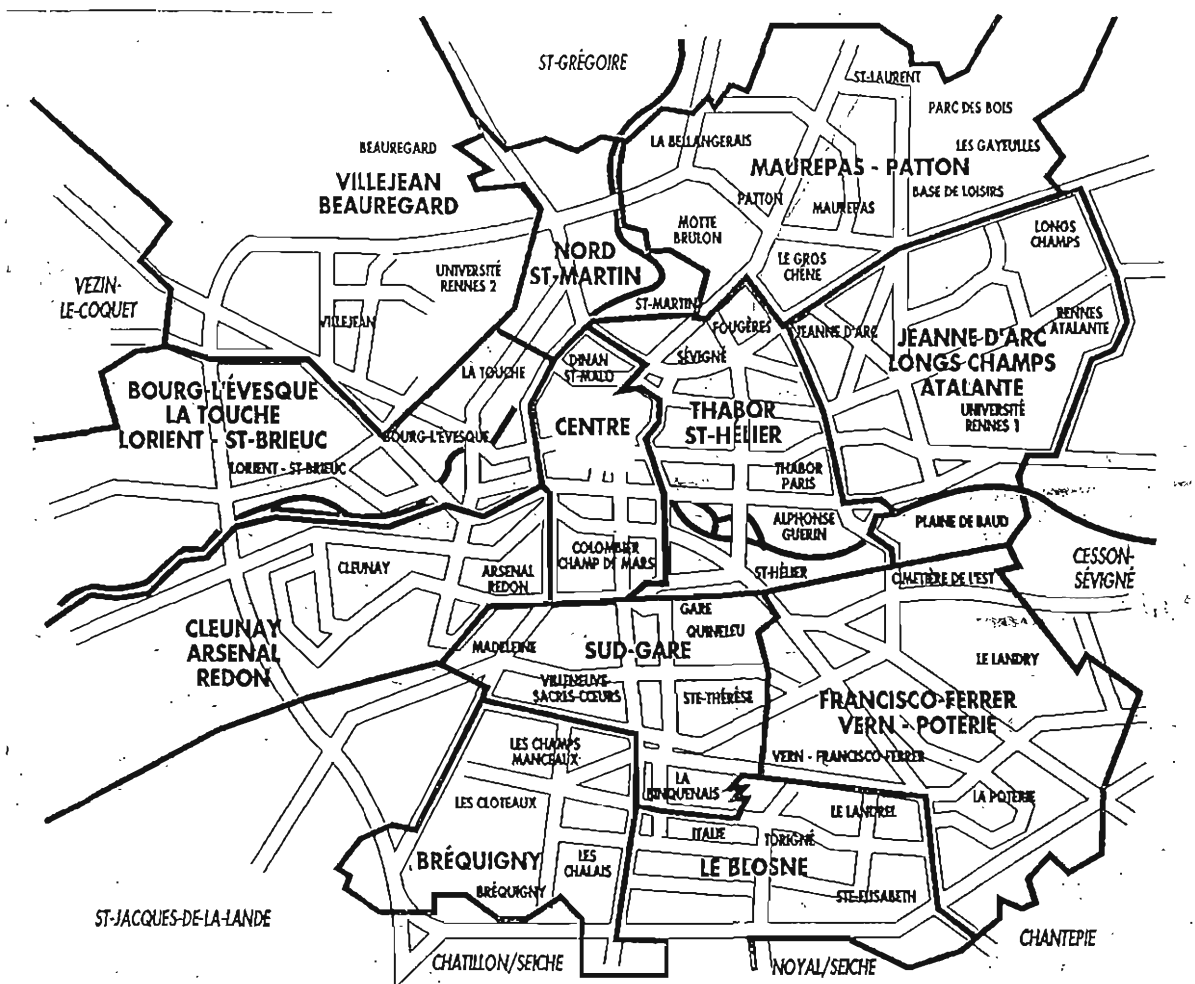 ST-GRÉGOIRE
ST-LAURENT
PARC DES BOIS
LA BELLANGERAIS
LES GAYEULLES
BEAUREGARD
MAUREPAS - PATTON
VILLEJEAN
BEAUREGARD
BASE DE LOISIRS
PATTON
MAUREPAS
MOTTE
BRULON
LONGS
CHAMPS
NORD
ST-MARTIN
LE GROS
CHÊNE
UNIVERSITÉ
RENNES 2
VEZIN-
LE-COQUET
ST-MARTIN
VILLEJEAN
FOUGÈRES
JEANNE D'ARC
RENNES
ATALANTE
JEANNE-D'ARC
LONGS-CHAMPS
ATALANTE
DINAN
ST-MALO
SÉVIGNÉ
LA TOUCHE
BOURG-L'ÉVESQUE
LA TOUCHE
LORIENT - ST-BRIEUC
THABOR
ST-HELIER
UNIVERSITÉ
RENNES 1
CENTRE
BOURG-L'ÉVESQUE
LORIENT - ST-BRIEUC
THABOR
PARIS
ALPHONSE
GUERIN
PLAINE DE BAUD
COLOMBIER
CHAMP DE MARS
CESSON-
SÉVIGNÉ
CLEUNAY
ARSENAL
REDON
ST-HÉLIER
CIMETIÈRE DE L'EST
GARE
QUINELEU
CLEUNAY
ARSENAL
REDON
MADELEINE
SUD-GARE
LE LANDRY
VILLENEUVE
SACRES-CŒURS
STE-THÉRÈSE
FRANCISCO-FERRER
VERN - POTERIE
LES CHAMPS
MANCEAUX
VERN - FRANCISCO-FERRER
LA
BINQUENAIS
LES CLOTEAUX
LA POTERIE
LE LANDREL
ITALIE
TORIGNÉ
BRÉQUIGNY
LES
CHALAIS
LE BLOSNE
BRÉQUIGNY
STE-ELISABETH
ST-JACQUES-DE-LA-LANDE
CHANTEPIE
CHATILLON/SEICHE
NOYAL/SEICHE